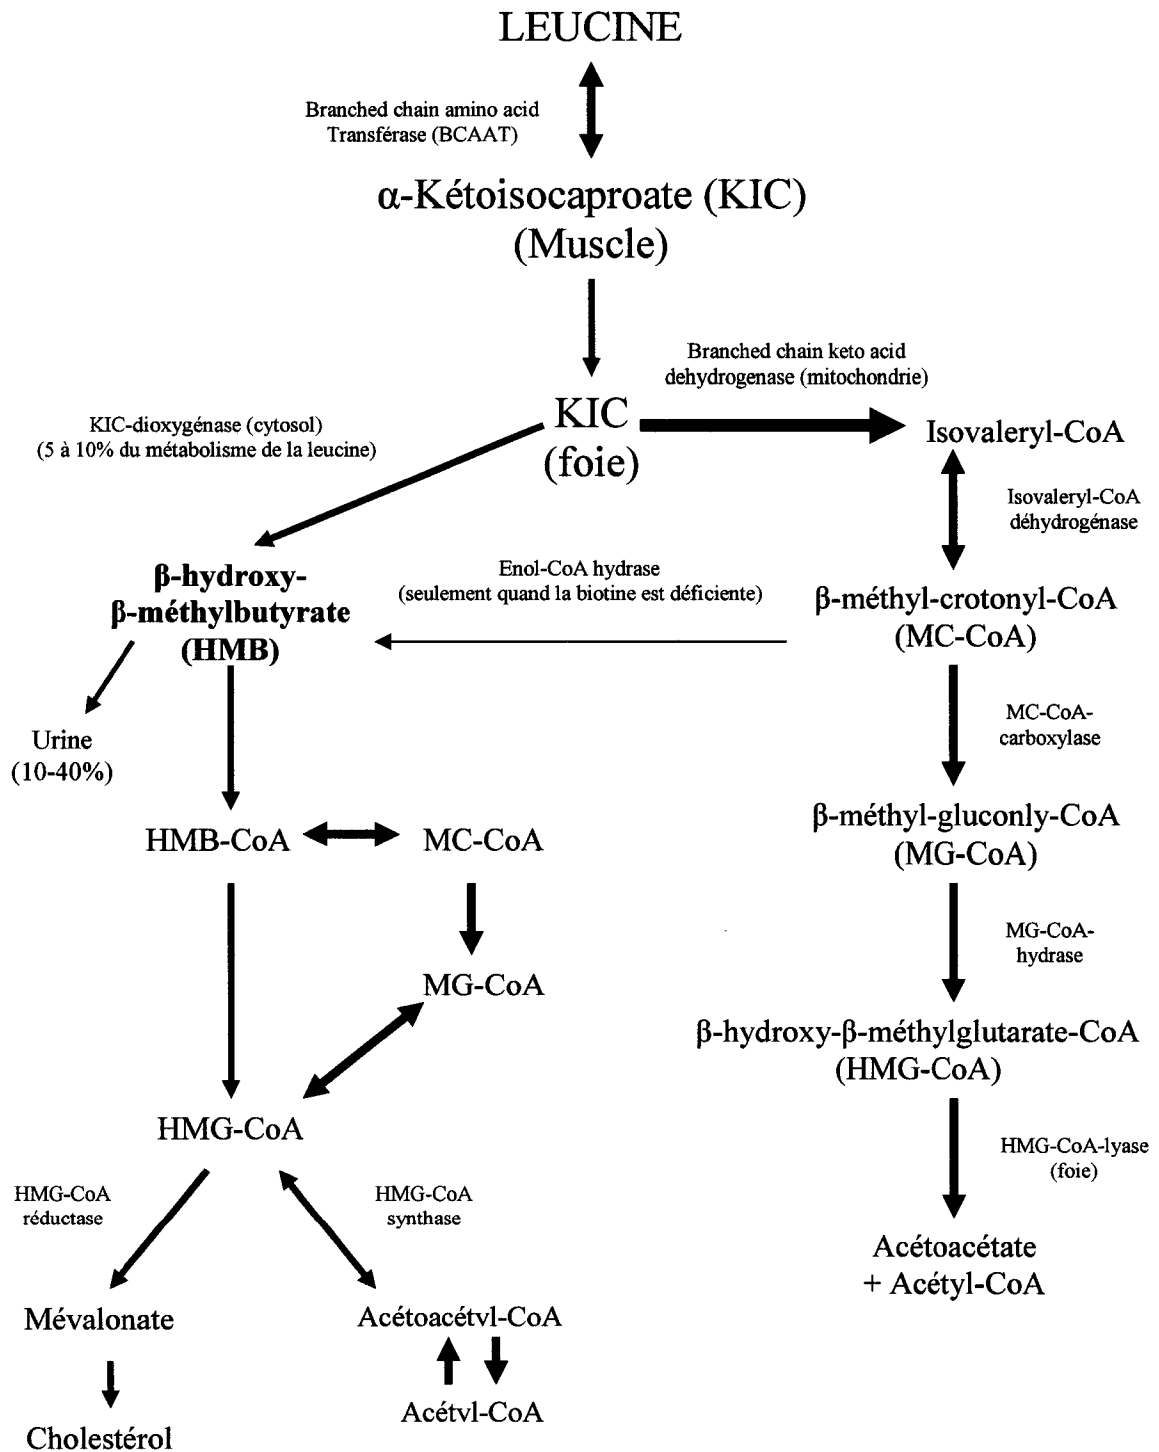 LEUCINE
Branched chain amino acid
Transférase (BCAAT)
α-Kétoisocaproate (KIC)
(Muscle)
Branched chain keto acid
dehydrogenase (mitochondrie)
KIC
(foie)
KIC-dioxygénase (cytosol)
(5 à 10% du métabolisme de la leucine)
Isovaleryl-CoA
Isovaleryl-CoA
déhydrogénase
β-hydroxy-
β-méthylbutyrate
(HMB)
Enol-CoA hydrase
(seulement quand la biotine est déficiente)
β-méthyl-crotonyl-CoA
(MC-CoA)
Urine
(10-40%)
MC-CoA-
carboxylase
HMB-CoA
MC-CoA
β-méthyl-gluconly-CoA
(MG-CoA)
MG-CoA-
hydrase
MG-CoA
β-hydroxy-β-méthylglutarate-CoA
(HMG-CoA)
HMG-CoA
HMG-CoA-lyase
(foie)
HMG-CoA
réductase
HMG-CoA
synthase
Acétoacétate
+ Acétyl-CoA
Mévalonate
Acétoacétvl-CoA
Acétvl-CoA
Cholestérol